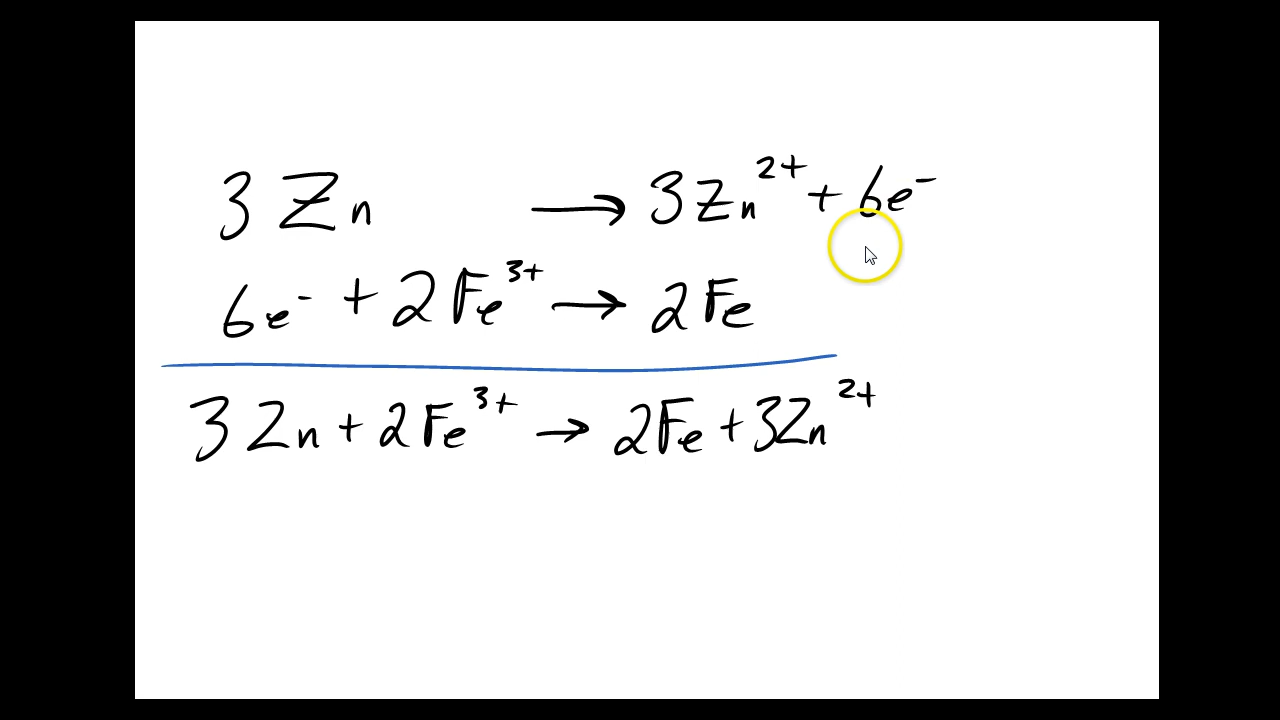 3 Zn → 3 Zn²⁺ + 6e⁻
6e⁻ + 2 Fe³⁺ → 2 Fe
3 Zn + 2 Fe³⁺ → 2 Fe + 3 Zn²⁺